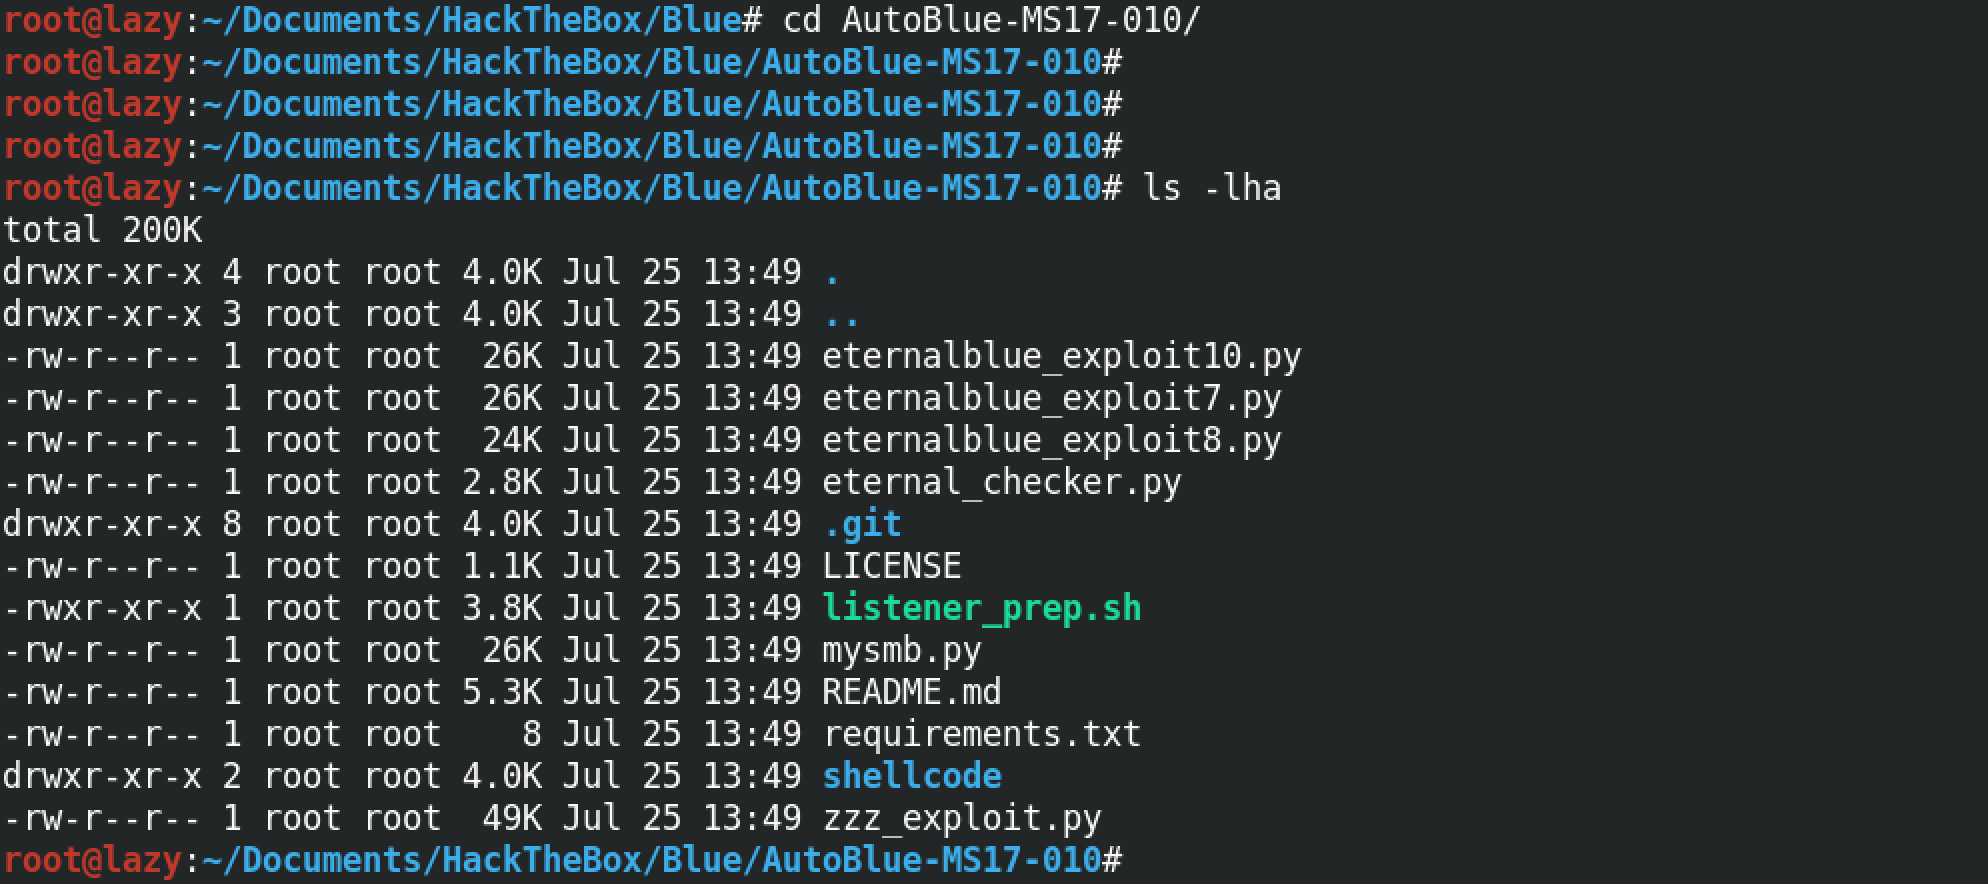 root@lazy:~/Documents/HackTheBox/Blue# cd AutoBlue-MS17-010/
root@lazy:~/Documents/HackTheBox/Blue/AutoBlue-MS17-010#
root@lazy:~/Documents/HackTheBox/Blue/AutoBlue-MS17-010#
root@lazy:~/Documents/HackTheBox/Blue/AutoBlue-MS17-010#
root@lazy:~/Documents/HackTheBox/Blue/AutoBlue-MS17-010# ls -lha
total 200K
drwxr-xr-x 4 root root 4.0K Jul 25 13:49 .
drwxr-xr-x 3 root root 4.0K Jul 25 13:49 ..
-rw-r--r-- 1 root root  26K Jul 25 13:49 eternalblue_exploit10.py
-rw-r--r-- 1 root root  26K Jul 25 13:49 eternalblue_exploit7.py
-rw-r--r-- 1 root root  24K Jul 25 13:49 eternalblue_exploit8.py
-rw-r--r-- 1 root root 2.8K Jul 25 13:49 eternal_checker.py
drwxr-xr-x 8 root root 4.0K Jul 25 13:49 .git
-rw-r--r-- 1 root root 1.1K Jul 25 13:49 LICENSE
-rwxr-xr-x 1 root root 3.8K Jul 25 13:49 listener_prep.sh
-rw-r--r-- 1 root root  26K Jul 25 13:49 mysmb.py
-rw-r--r-- 1 root root 5.3K Jul 25 13:49 README.md
-rw-r--r-- 1 root root    8 Jul 25 13:49 requirements.txt
drwxr-xr-x 2 root root 4.0K Jul 25 13:49 shellcode
-rw-r--r-- 1 root root  49K Jul 25 13:49 zzz_exploit.py
root@lazy:~/Documents/HackTheBox/Blue/AutoBlue-MS17-010#